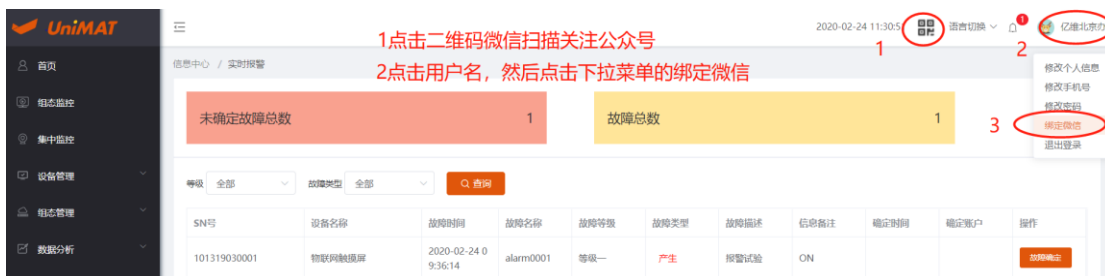 UniMAT
2020-02-24 11:30:5
语言切换
1
亿维北京办
1点击二维码微信扫描关注公众号
1
2
2点击用户名，然后点击下拉菜单的绑定微信
首页
信息中心 / 实时报警
修改个人信息
修改手机号
修改密码
绑定微信
退出登录
3
组态监控
集中监控
设备管理
组态管理
数据分析
未确定故障总数
1
故障总数
1
等级 全部
故障类型 全部
查询
SN号 设备名称 故障时间 故障名称 故障等级 故障类型 故障描述 信息备注 确定时间 确定账户 操作
101319030001 物联网触摸屏 2020-02-24 0 alarm0001 等级一 产生 报警试验 ON 故障确定
9:36:14